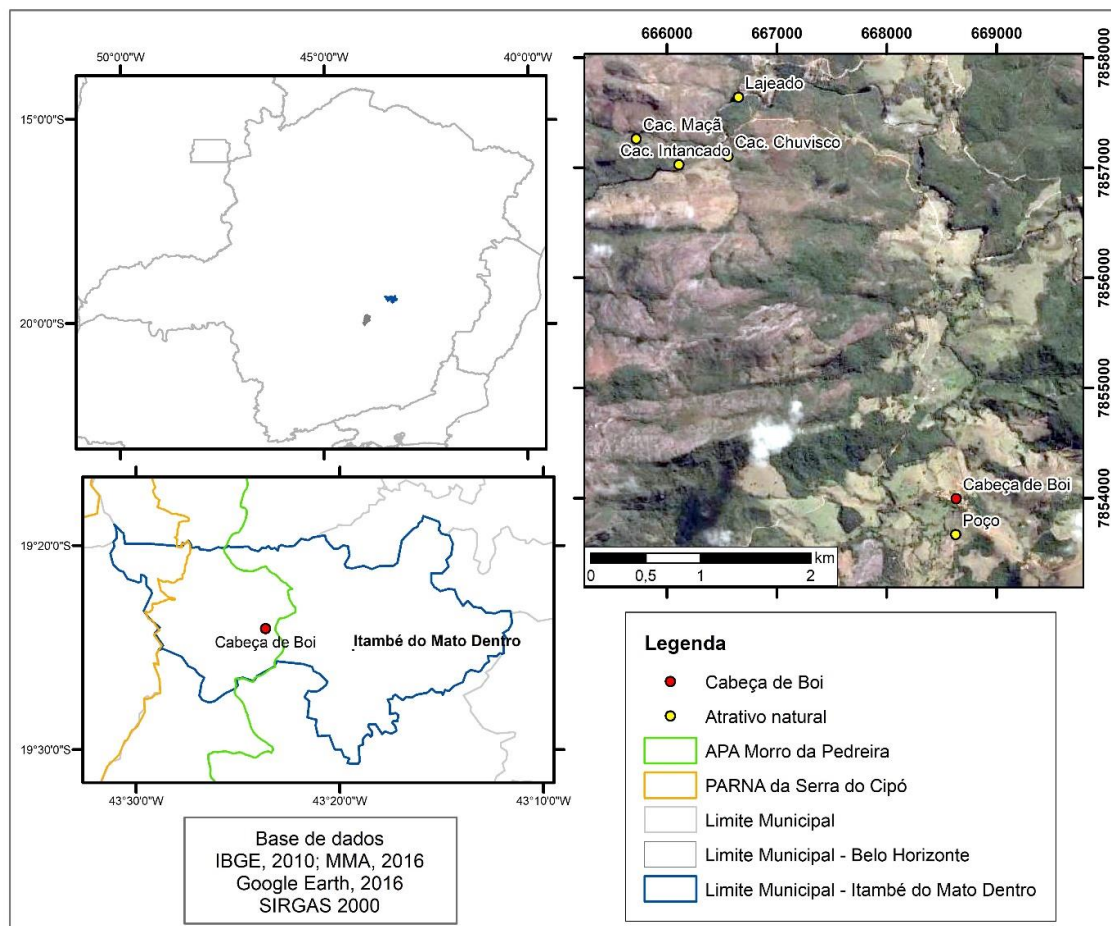 50°0'0"W
45°0'0"W
40°0'0"W
15°0'0"S
20°0'0"S
666000
667000
668000
669000
7858000
7857000
7856000
7855000
7854000
Lajeado
Cac. Maçã
Cac. Chuvisco
Cac. Intancado
Cabeça de Boi
Poço
km
0
0,5
1
2
19°20'0"S
19°30'0"S
Cabeça de Boi
Itambé do Mato Dentro
43°30'0"W
43°20'0"W
43°10'0"W
Base de dados
IBGE, 2010; MMA, 2016
Google Earth, 2016
SIRGAS 2000
Legenda
Cabeça de Boi
Atrativo natural
APA Morro da Pedreira
PARNA da Serra do Cipó
Limite Municipal
Limite Municipal - Belo Horizonte
Limite Municipal - Itambé do Mato Dentro